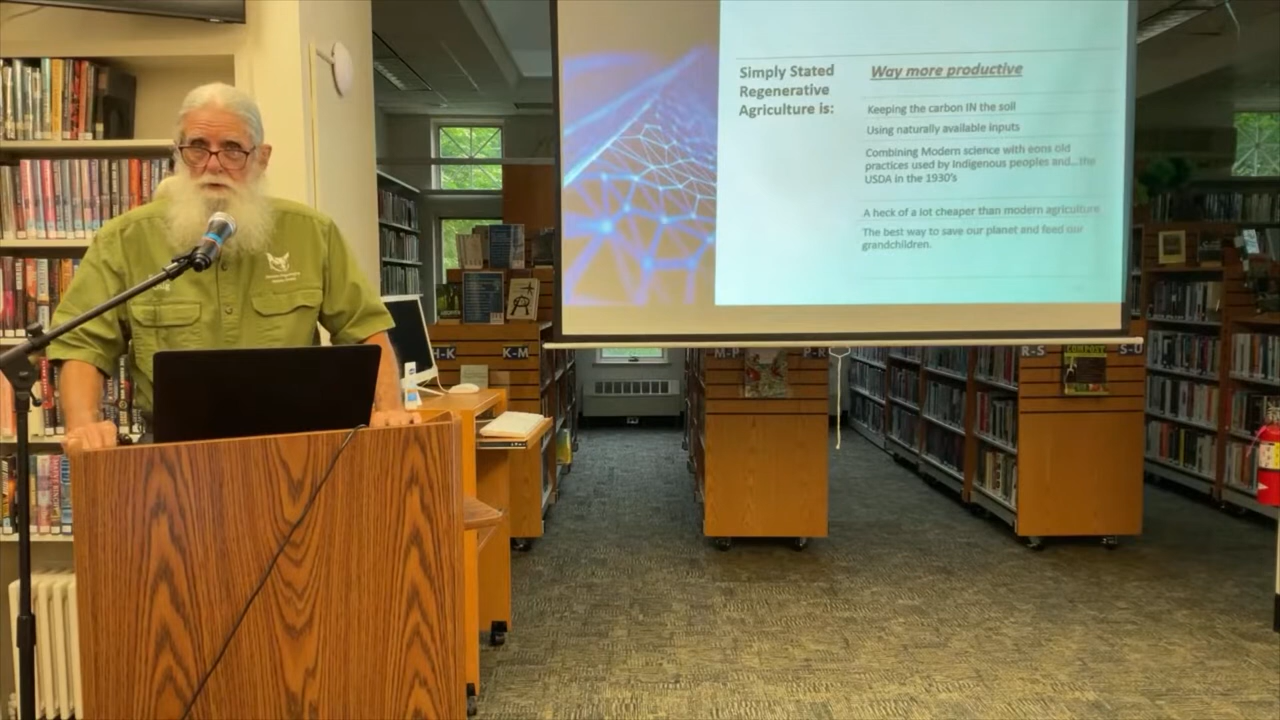 Simply Stated
Regenerative
Agriculture is:
Way more productive
Keeping the carbon IN the soil
Using naturally available inputs
Combining Modern science with eons old
practices used by Indigenous peoples and... the
USDA in the 1930's
A heck of a lot cheaper than modern agriculture
The best way to save our planet and feed our
grandchildren.
H-K
K-M
M-P
P-R
R-S
S-U
COMPOST